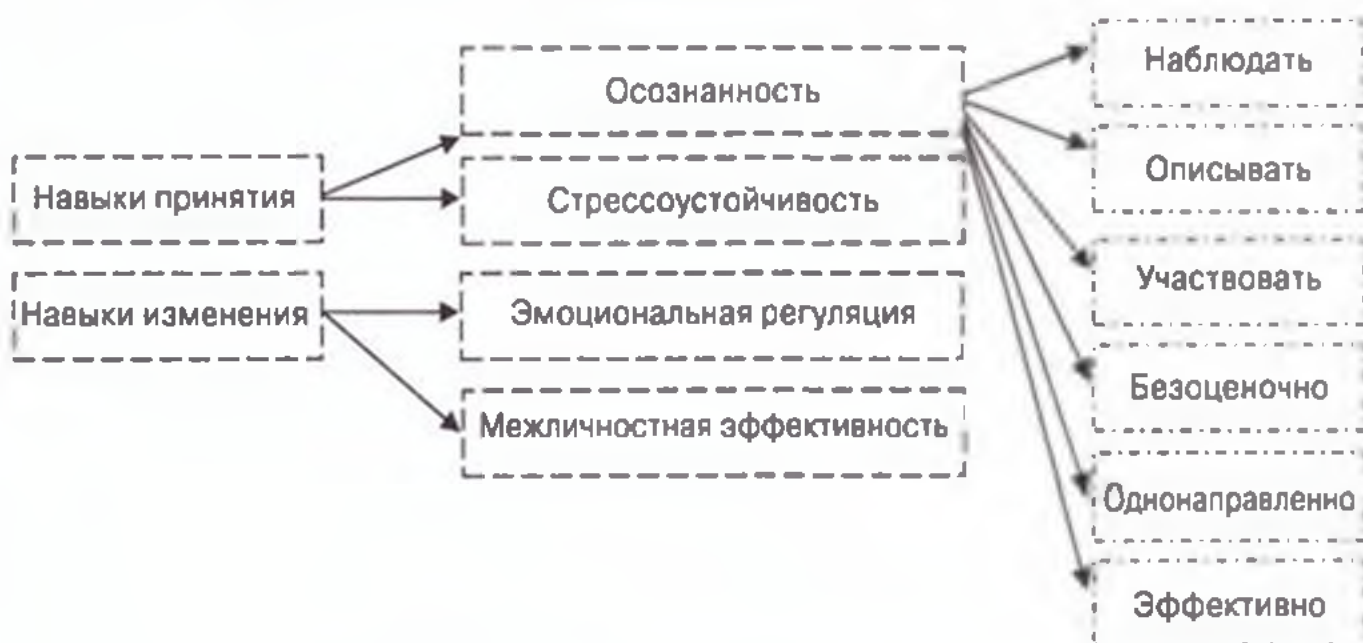 Навыки принятия
Навыки изменения
Осознанность
Стрессоустойчивость
Эмоциональная регуляция
Межличностная эффективность
Наблюдать
Описывать
Участвовать
Безоценочно
Однонаправленно
Эффективно